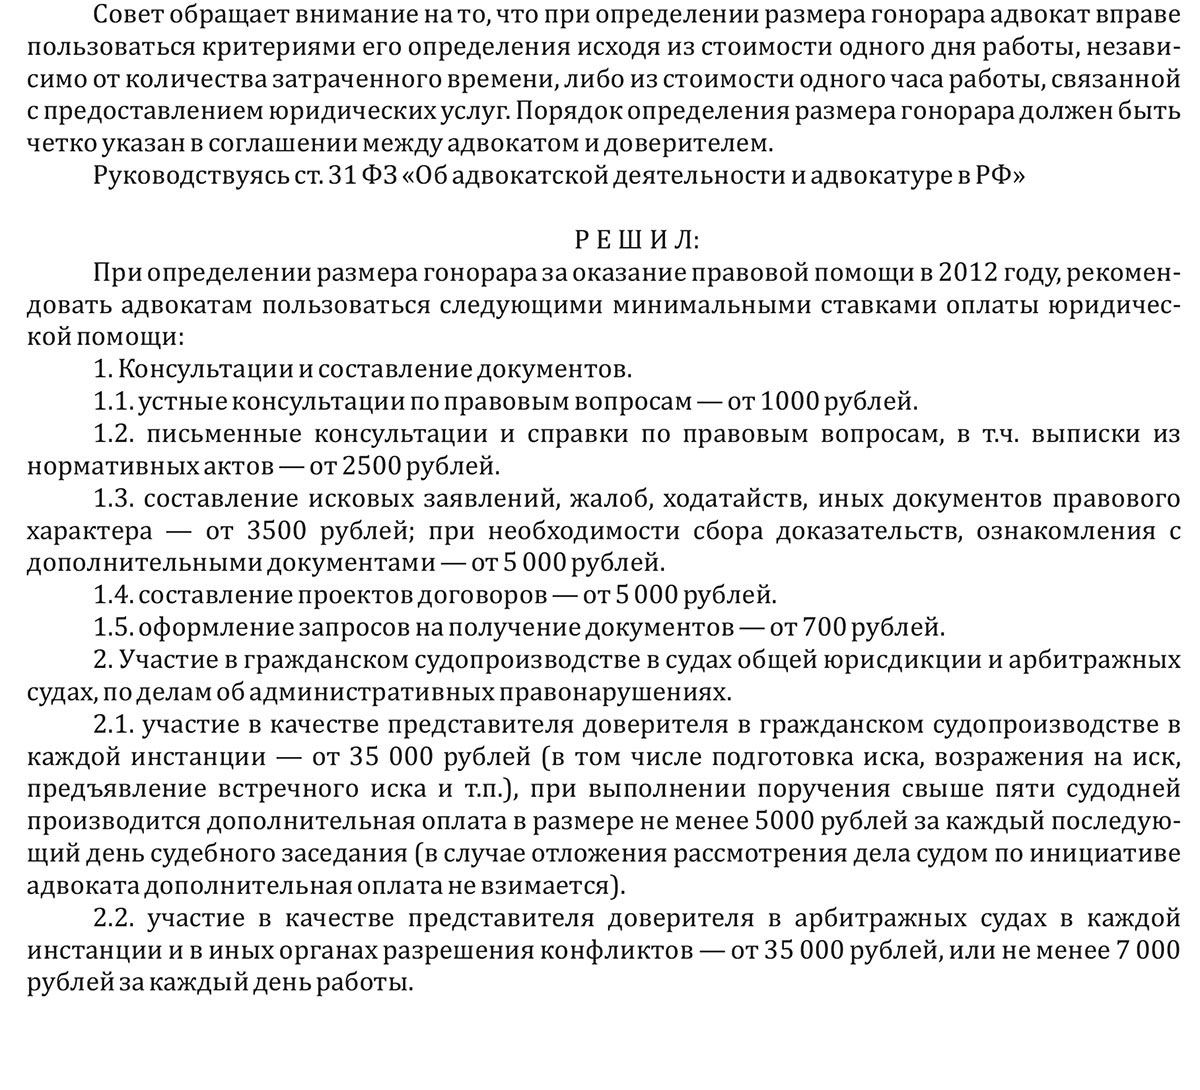 Совет обращает внимание на то, что при определении размера гонорара адвокат вправе
пользоваться критериями его определения исходя из стоимости одного дня работы, незави-
симо от количества затраченного времени, либо из стоимости одного часа работы, связанной
с предоставлением юридических услуг. Порядок определения размера гонорара должен быть
четко указан в соглашении между адвокатом и доверителем.
Руководствуясь ст. 31 ФЗ «Об адвокатской деятельности и адвокатуре в РФ»
Р Е Ш И Л:
При определении размера гонорара за оказание правовой помощи в 2012 году, рекомен-
довать адвокатам пользоваться следующими минимальными ставками оплаты юридичес-
кой помощи:
1. Консультации и составление документов.
1.1. устные консультации по правовым вопросам — от 1000 рублей.
1.2. письменные консультации и справки по правовым вопросам, в т.ч. выписки из
нормативных актов — от 2500 рублей.
1.3. составление исковых заявлений, жалоб, ходатайств, иных документов правового
характера — от 3500 рублей; при необходимости сбора доказательств, ознакомления с
дополнительными документами — от 5 000 рублей.
1.4. составление проектов договоров — от 5 000 рублей.
1.5. оформление запросов на получение документов — от 700 рублей.
2. Участие в гражданском судопроизводстве в судах общей юрисдикции и арбитражных
судах, по делам об административных правонарушениях.
2.1. участие в качестве представителя доверителя в гражданском судопроизводстве в
каждой инстанции — от 35 000 рублей (в том числе подготовка иска, возражения на иск,
предъявление встречного иска и т.п.), при выполнении поручения свыше пяти судодней
производится дополнительная оплата в размере не менее 5000 рублей за каждый последую-
щий день судебного заседания (в случае отложения рассмотрения дела судом по инициативе
адвоката дополнительная оплата не взимается).
2.2. участие в качестве представителя доверителя в арбитражных судах в каждой
инстанции и в иных органах разрешения конфликтов — от 35 000 рублей, или не менее 7 000
рублей за каждый день работы.